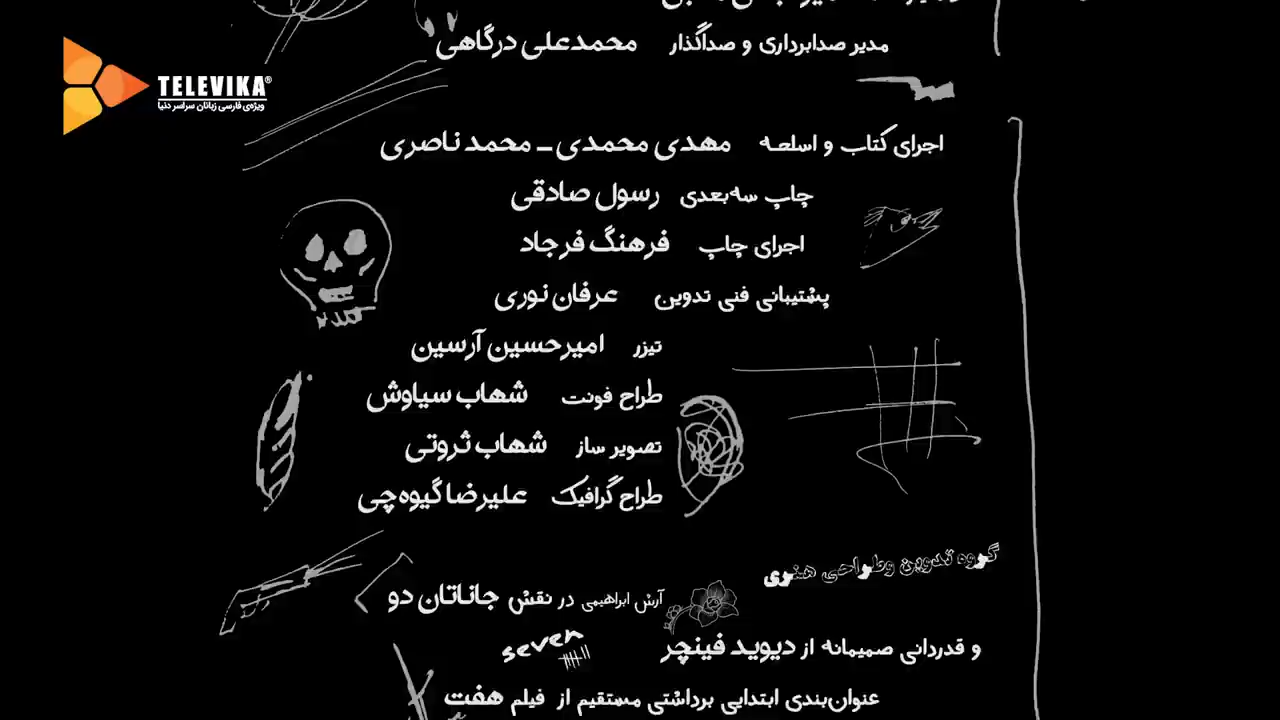 مدیر صدابرداری و صداگذار محمدعلی درگاهی
TELEVIKA®
ویژه‌ی فارسی زبانان سراسر دنیا
اجرای کتاب و اسلحه مهدی محمدی ـ محمد ناصری
چاپ سه‌بعدی رسول صادقی
اجرای چاپ فرهنگ فرجاد
پشتیبانی فنی تدوین عرفان نوری
تیزر امیرحسین آرسین
طراح فونت شهاب سیاوش
تصویر ساز شهاب ثروتی
طراح گرافیک علیرضا گیوه‌چی
گروه تدوین وطراحی هنری
آرش ابراهیمی در نقش جاناتان دو
و قدردانی صمیمانه از دیوید فینچر
seven
عنوان‌بندی ابتدایی برداشتی مستقیم از فیلم هفت